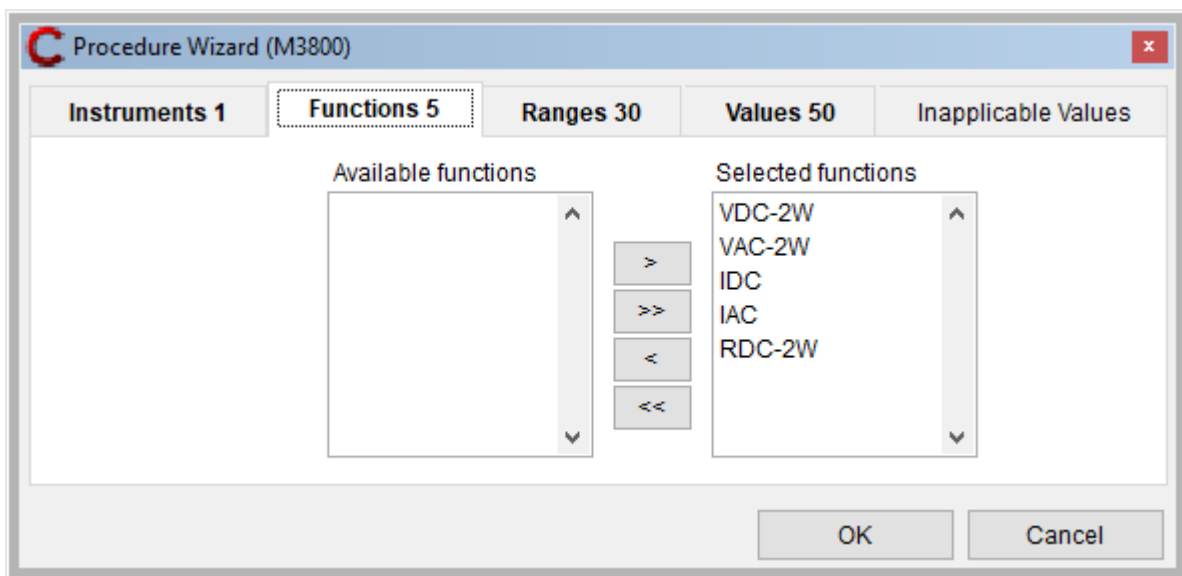 Procedure Wizard (M3800)
x
Instruments 1
Functions 5
Ranges 30
Values 50
Inapplicable Values
Available functions
Selected functions
VDC-2W
VAC-2W
IDC
IAC
RDC-2W
>
>>
<
<<
OK
Cancel